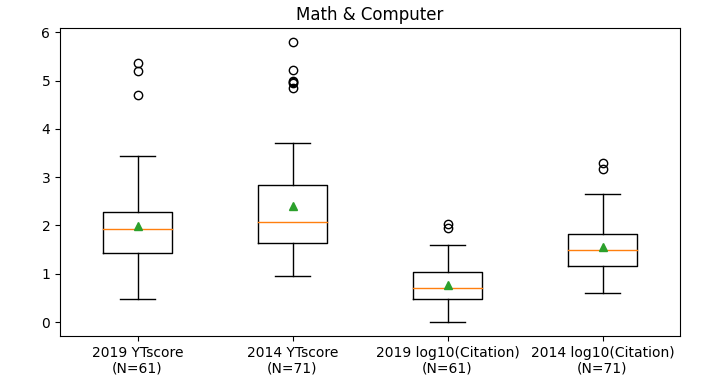 Math & Computer
6
5
4
3
2
1
0
2019 YTscore 2014 YTscore 2019 log10(Citation) 2014 log10(Citation)
(N=61) (N=71) (N=61) (N=71)